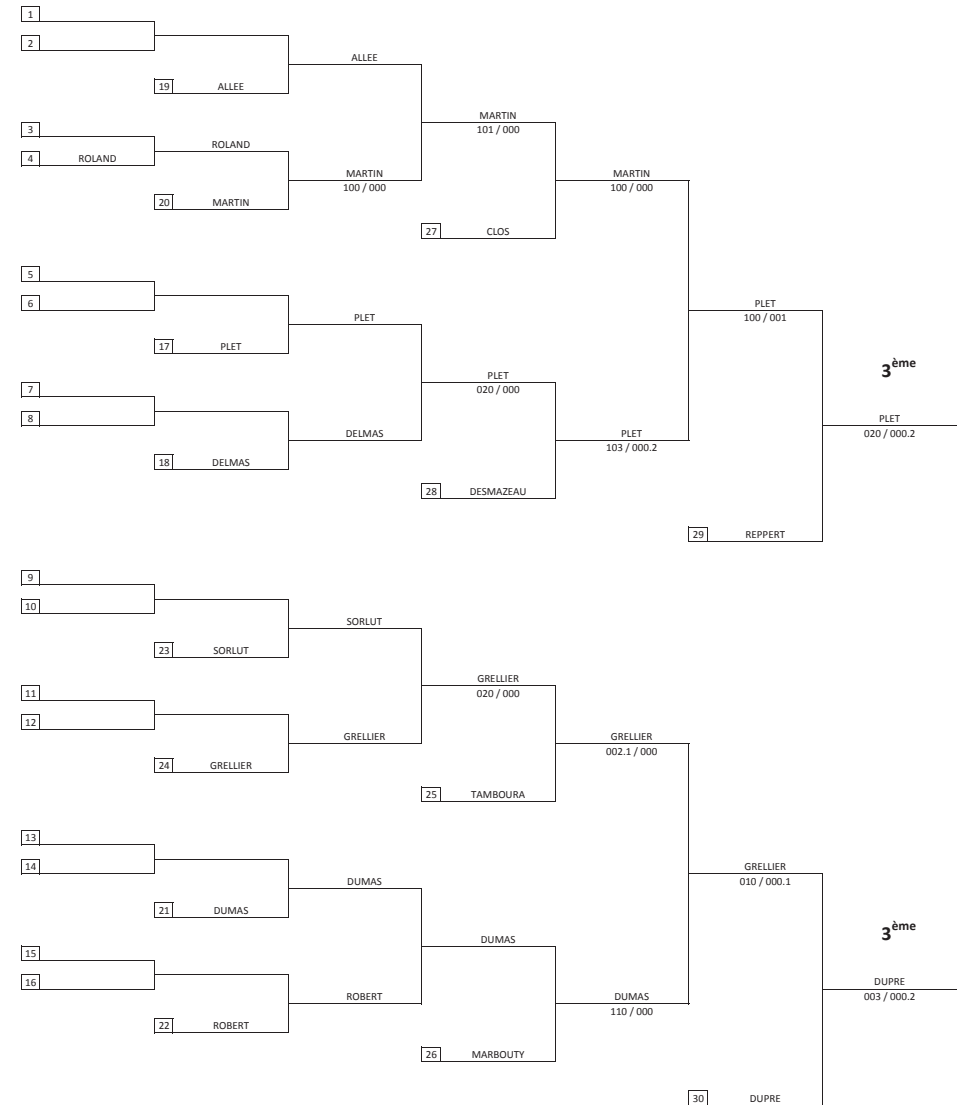 1
2
ALLEE
19 ALLEE
MARTIN
101 / 000
3
ROLAND
4 ROLAND
MARTIN
100 / 000
MARTIN
100 / 000
20 MARTIN
27 CLOS
5
6
PLET
100 / 001
PLET
17 PLET
3ème
PLET
020 / 000
7
8
PLET
020 / 000.2
DELMAS
PLET
103 / 000.2
18 DELMAS
28 DESMAZEAU
29 REPPERT
9
10
SORLUT
23 SORLUT
GRELLIER
020 / 000
11
12
GRELLIER
GRELLIER
002.1 / 000
24 GRELLIER
25 TAMBOURA
13
14
GRELLIER
010 / 000.1
DUMAS
21 DUMAS
3ème
DUMAS
15
16
DUPRE
003 / 000.2
ROBERT
DUMAS
110 / 000
22 ROBERT
26 MARBOUTY
30 DUPRE